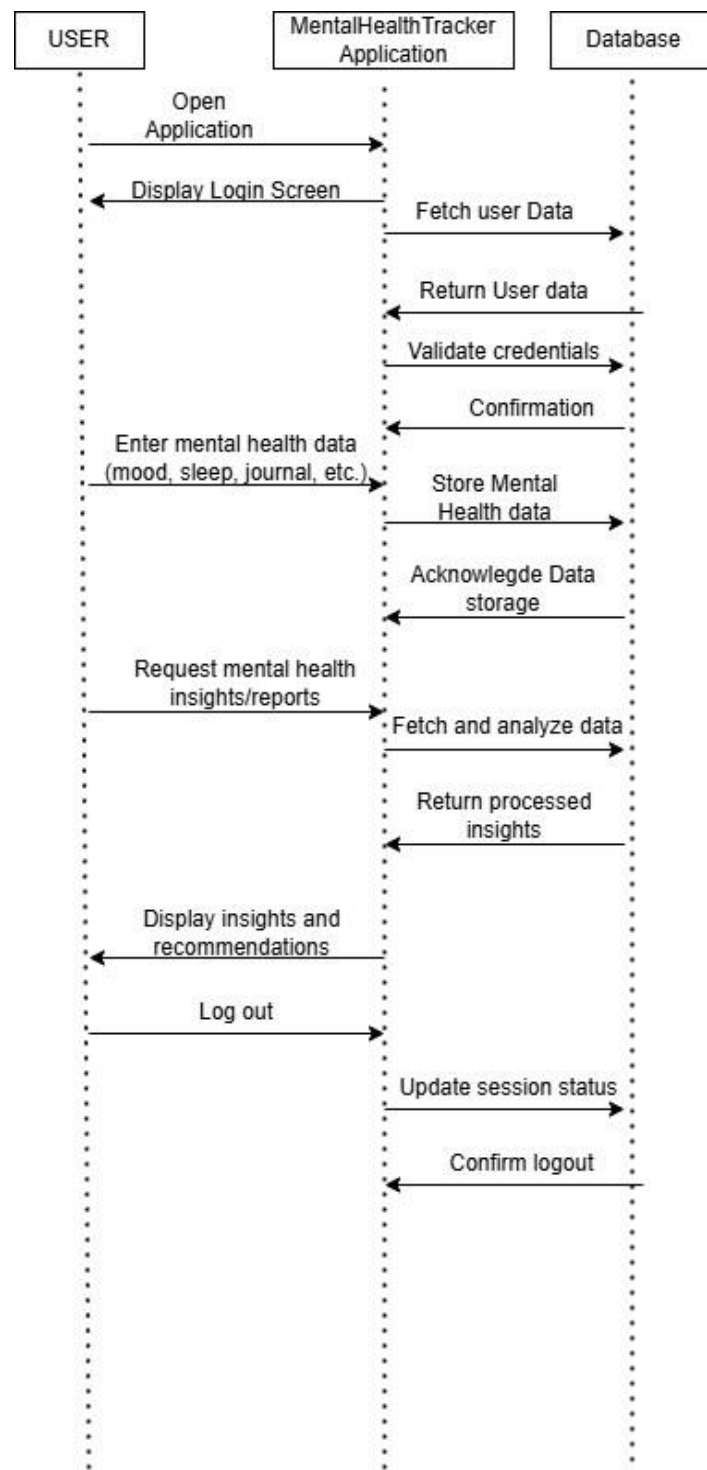 USER
MentalHealthTracker
Application
Database
Open
Application
Display Login Screen
Fetch user Data
Return User data
Validate credentials
Confirmation
Enter mental health data
(mood, sleep, journal, etc.)
Store Mental
Health data
Acknowlegde Data
storage
Request mental health
insights/reports
Fetch and analyze data
Return processed
insights
Display insights and
recommendations
Log out
Update session status
Confirm logout